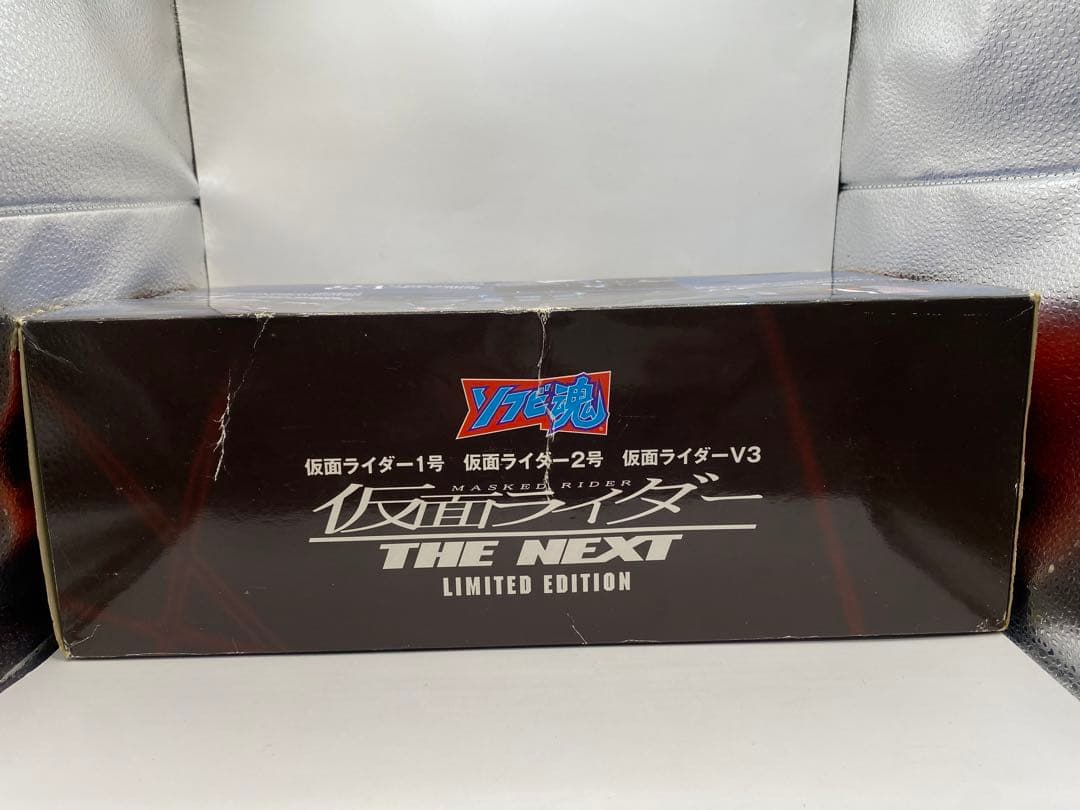 ソフビ魂
仮面ライダー1号 仮面ライダー2号 仮面ライダーV3
MASKED RIDER
仮面ライダー
THE NEXT
LIMITED EDITION